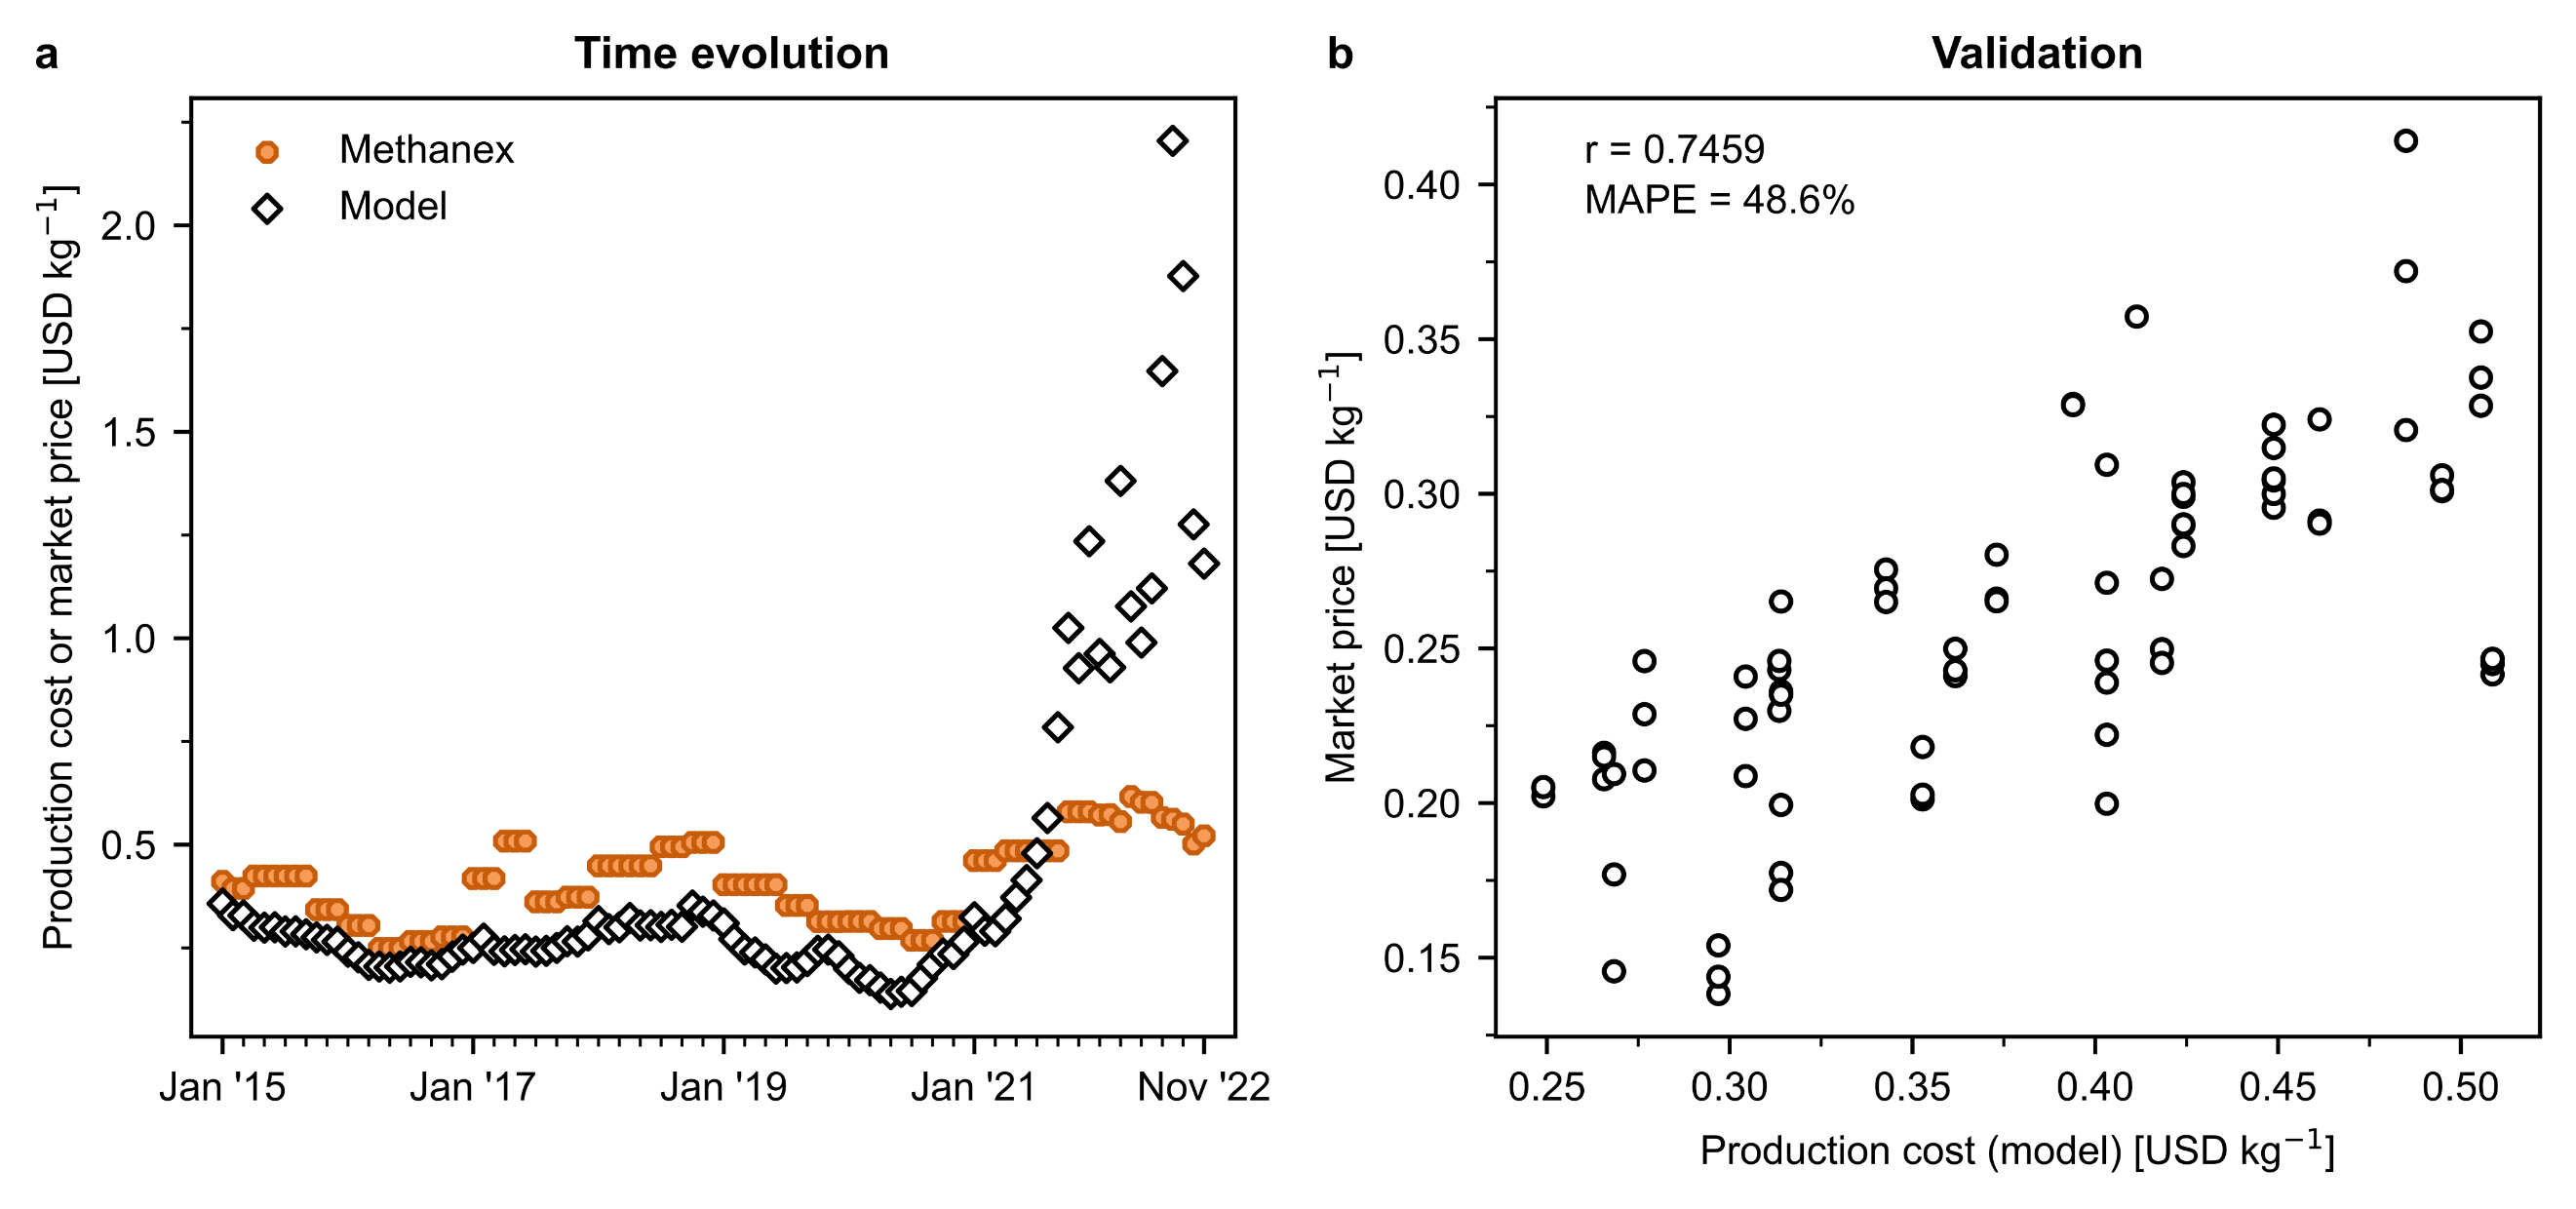 a
Time evolution
Production cost or market price [USD kg⁻¹]
2.0
1.5
1.0
0.5
Methanex
Model
Jan '15
Jan '17
Jan '19
Jan '21
Nov '22
b
Validation
Market price [USD kg⁻¹]
0.40
0.35
0.30
0.25
0.20
0.15
r = 0.7459
MAPE = 48.6%
0.25
0.30
0.35
0.40
0.45
0.50
Production cost (model) [USD kg⁻¹]